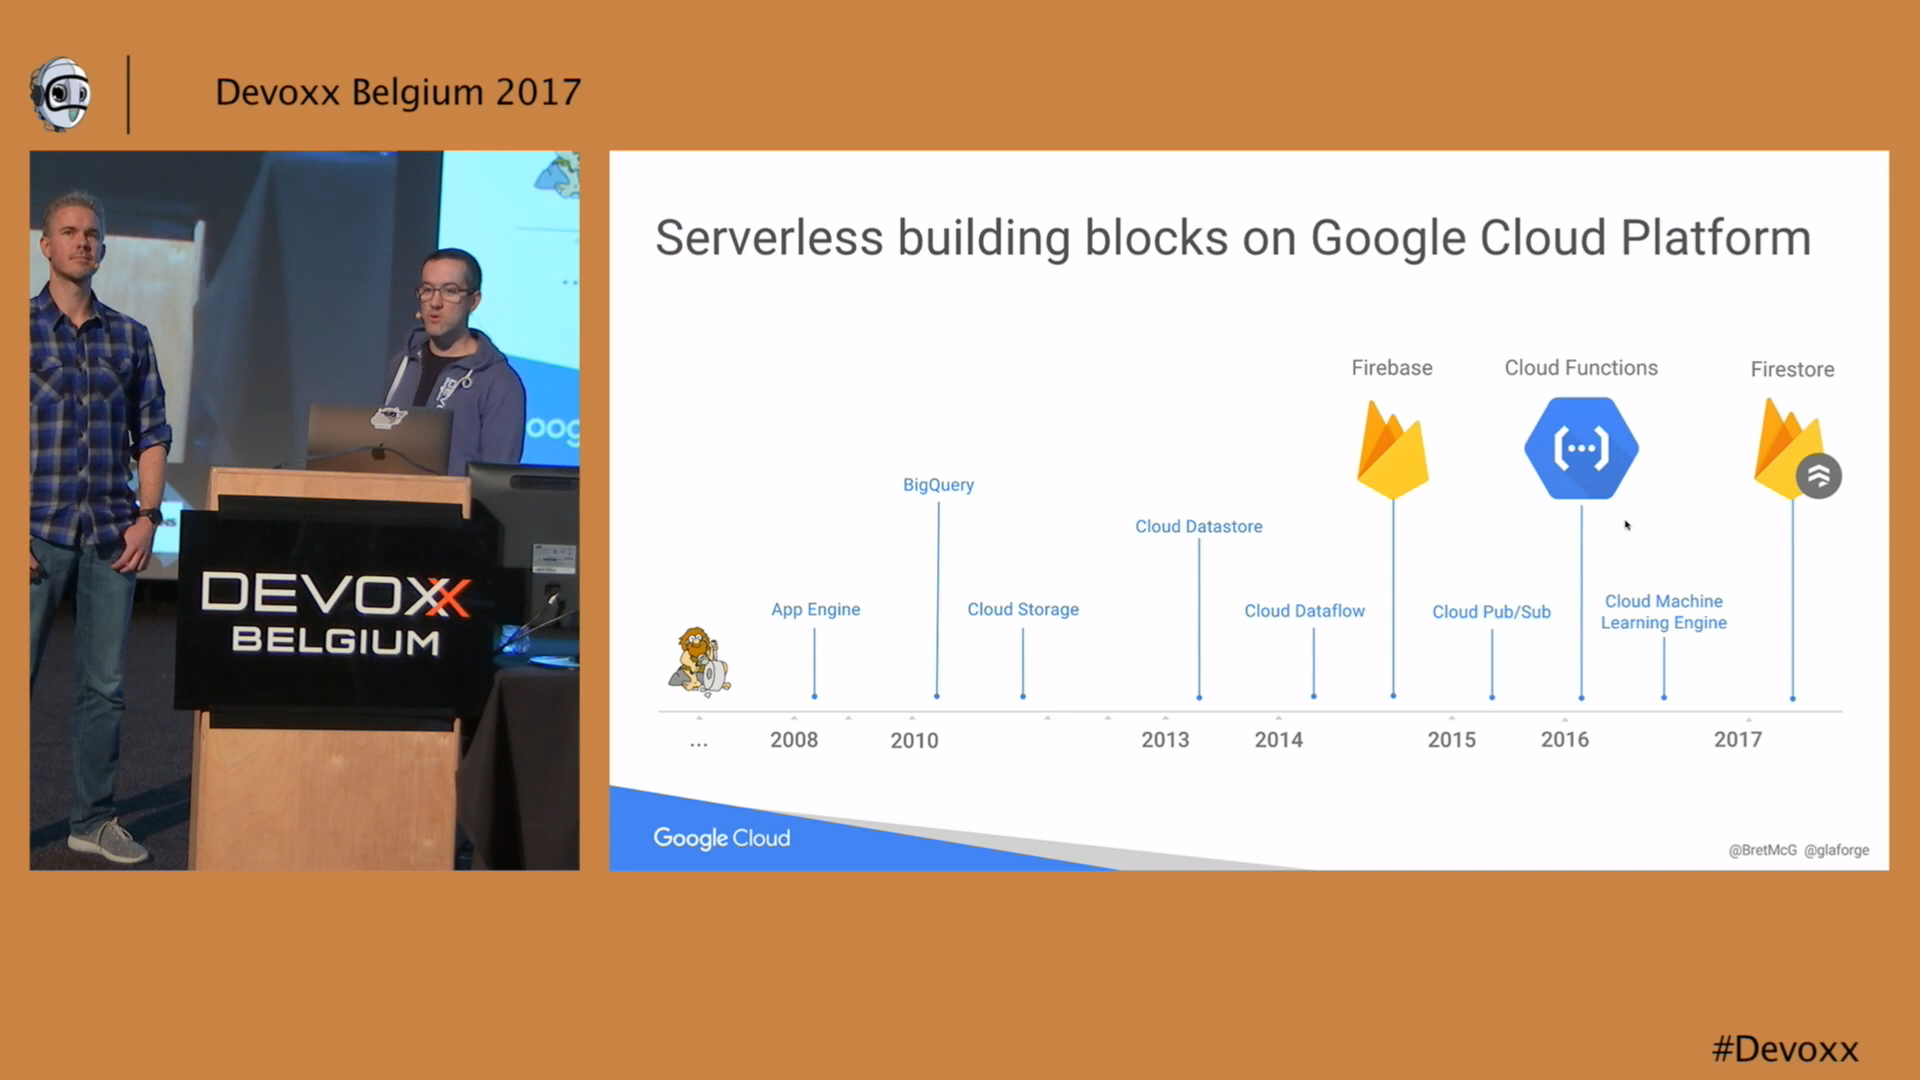 Devoxx Belgium 2017
DEVOXX
BELGIUM
Serverless building blocks on Google Cloud Platform
Firebase
Cloud Functions
Firestore
BigQuery
Cloud Datastore
App Engine
Cloud Storage
Cloud Dataflow
Cloud Pub/Sub
Cloud Machine
Learning Engine
...
2008
2010
2013
2014
2015
2016
2017
Google Cloud
@BretMcG @glaforge
#Devoxx